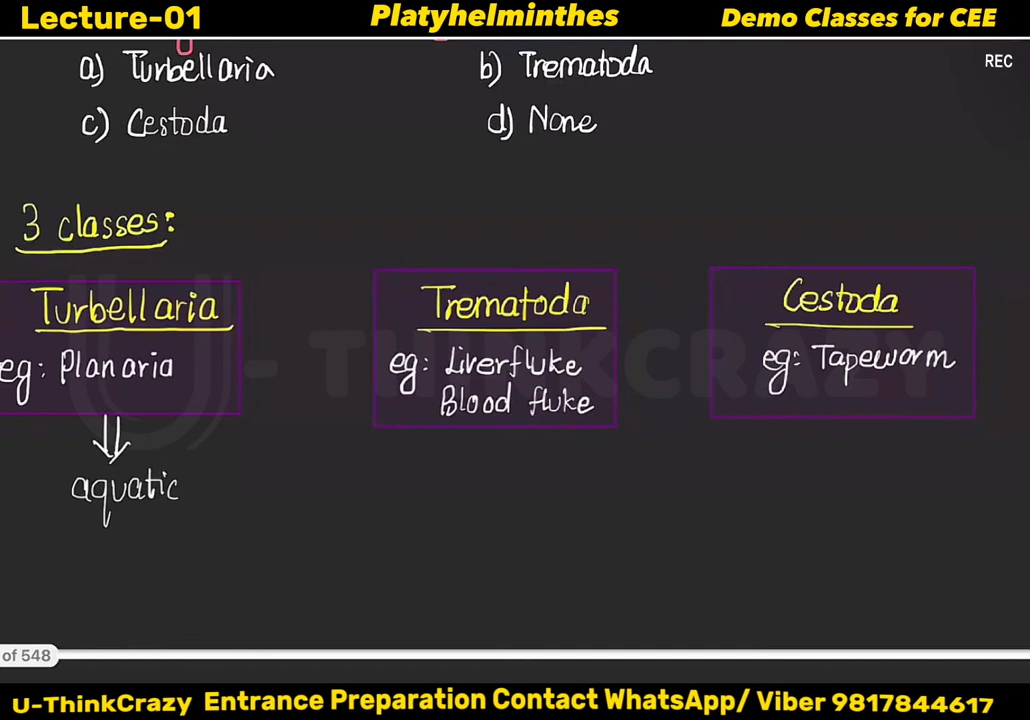 Lecture-01 Platyhelminthes Demo Classes for CEE
REC
a) Turbellaria b) Trematoda
c) Cestoda d) None
3 classes:
Turbellaria Trematoda Cestoda
eg: Planaria eg: Liverfluke eg: Tapeworm
Blood fluke
aquatic
U-THINKCRAZY
of 548
U-ThinkCrazy Entrance Preparation Contact WhatsApp/ Viber 9817844617